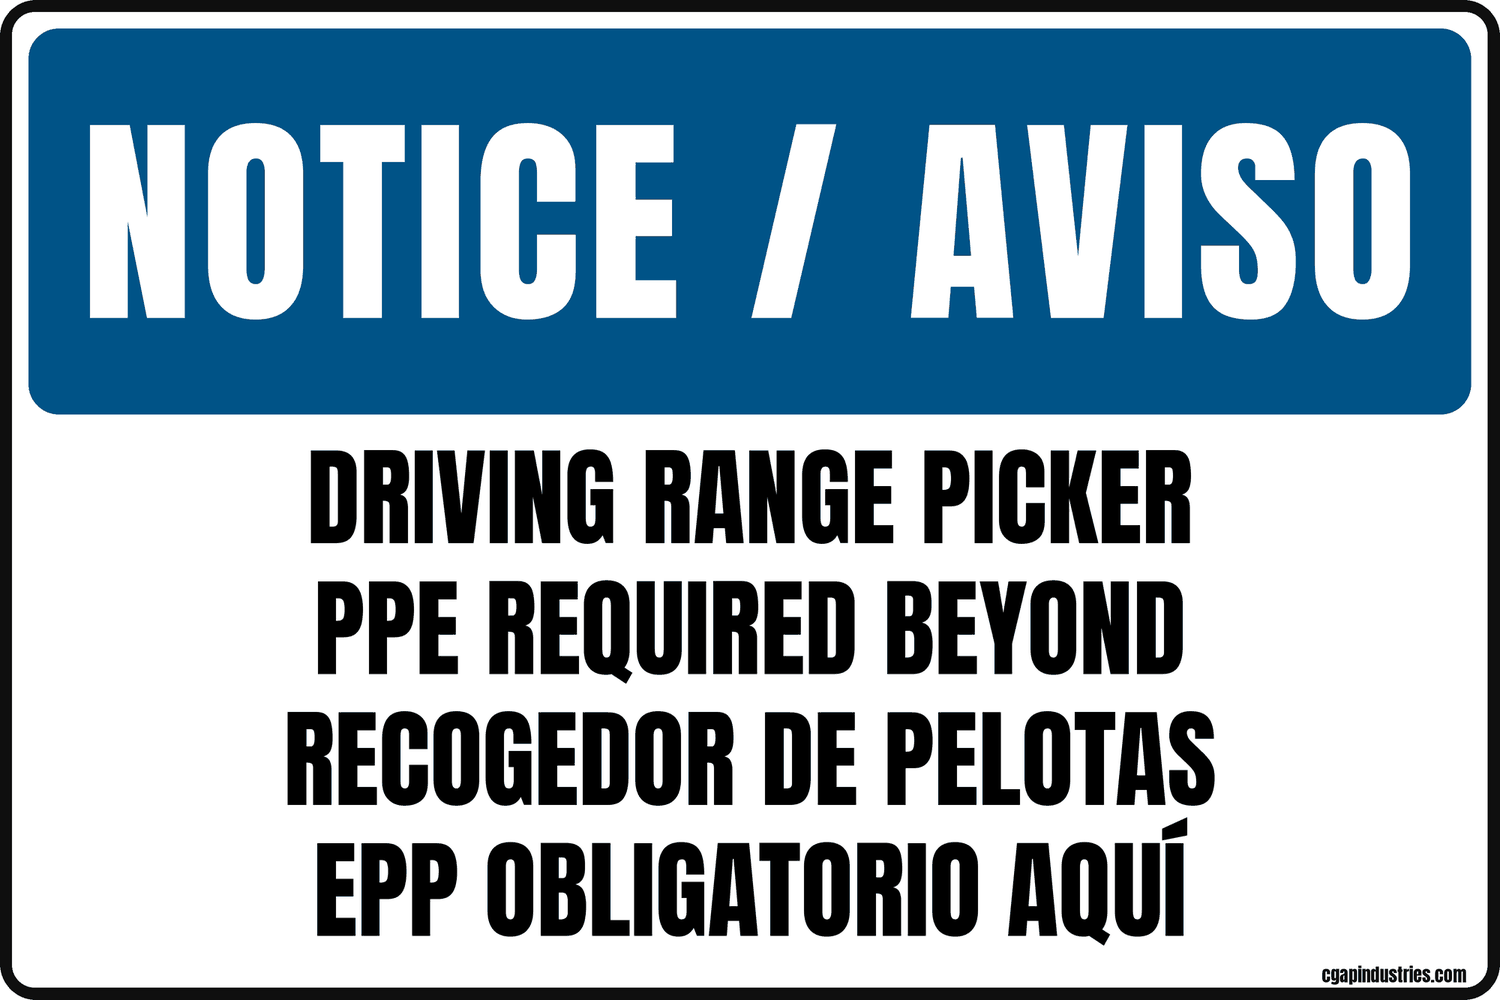 NOTICE / AVISO
DRIVING RANGE PICKER
PPE REQUIRED BEYOND
RECOGEDOR DE PELOTAS
EPP OBLIGATORIO AQUÍ
cgapindustries.com